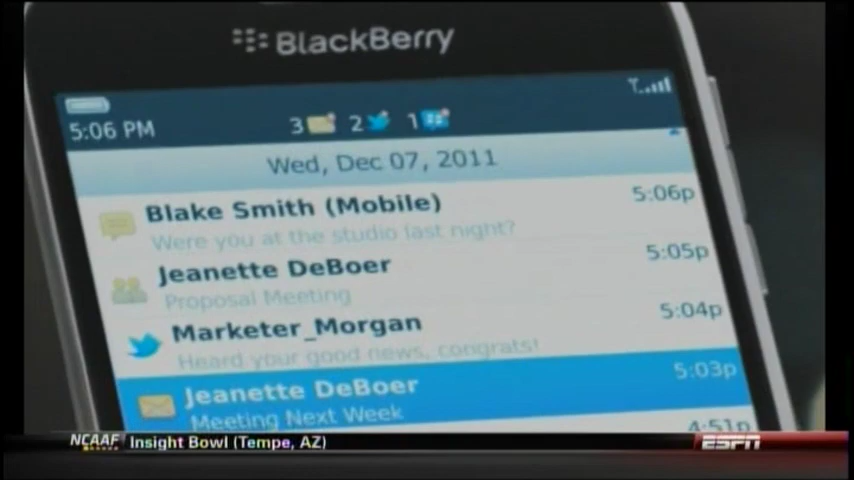 BlackBerry
5:06 PM
3 2 1
Wed, Dec 07, 2011
Blake Smith (Mobile) 5:06p
Were you at the studio last night?
Jeanette DeBoer 5:05p
Proposal Meeting
Marketer_Morgan 5:04p
Heard your good news, congrats!
Jeanette DeBoer 5:03p
Meeting Next Week
4:51p
NCAAF Insight Bowl (Tempe, AZ) ESPN